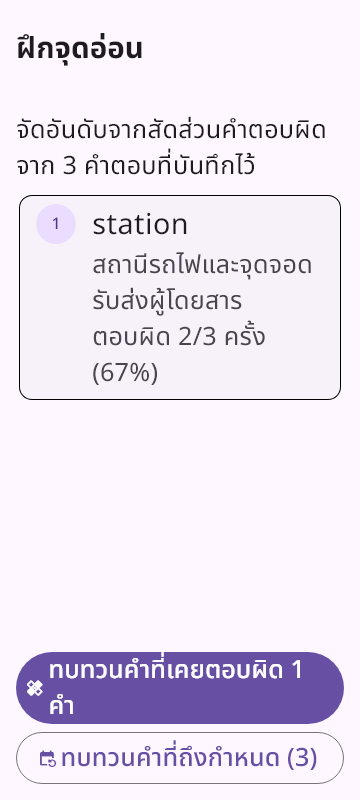 ฝึกจุดอ่อน
จัดอันดับจากสัดส่วนคำตอบผิด
จาก 3 คำตอบที่บันทึกไว้
1
station
สถานีรถไฟและจุดจอด
รับส่งผู้โดยสาร
ตอบผิด 2/3 ครั้ง
(67%)
ทบทวนคำที่เคยตอบผิด 1
คำ
ทบทวนคำที่ถึงกำหนด (3)